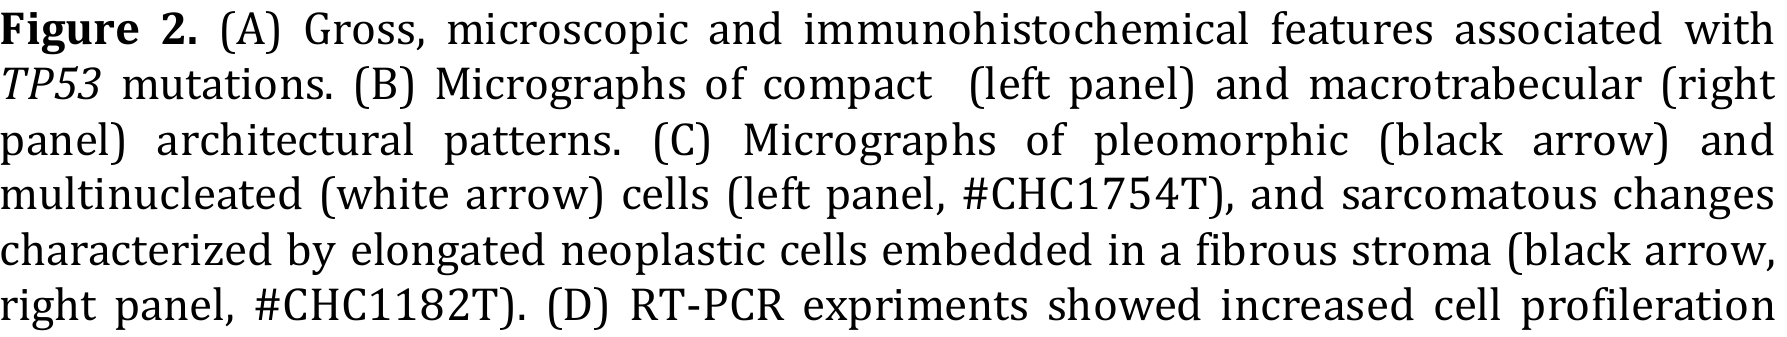 Figure 2. (A) Gross, microscopic and immunohistochemical features associated with
TP53 mutations. (B) Micrographs of compact (left panel) and macrotrabecular (right
panel) architectural patterns. (C) Micrographs of pleomorphic (black arrow) and
multinucleated (white arrow) cells (left panel, #CHC1754T), and sarcomatous changes
characterized by elongated neoplastic cells embedded in a fibrous stroma (black arrow,
right panel, #CHC1182T). (D) RT-PCR expriments showed increased cell profileration